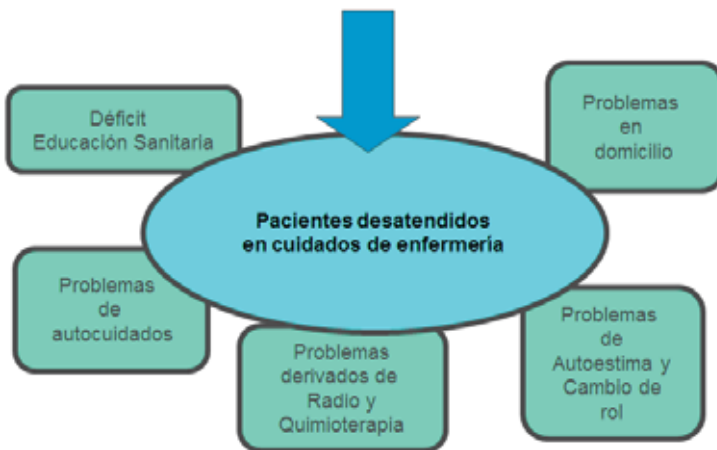 Déficit
Educación Sanitaria
Problemas
en
domicilio
Pacientes desatendidos
en cuidados de enfermería
Problemas
de
autocuidados
Problemas
derivados de
Radio y
Quimioterapia
Problemas
de
Autoestima y
Cambio de
rol